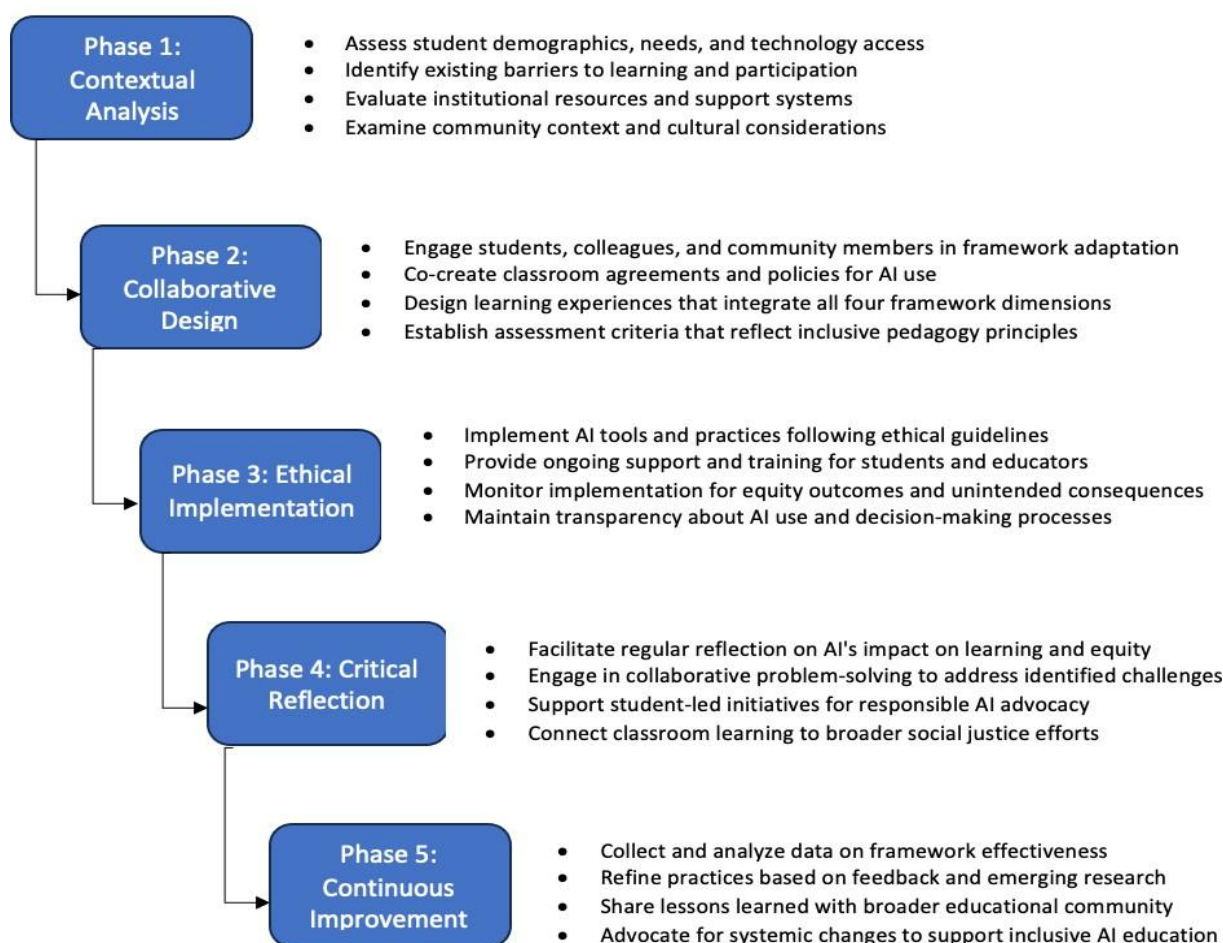 Phase 1:
Contextual
Analysis
• Assess student demographics, needs, and technology access
• Identify existing barriers to learning and participation
• Evaluate institutional resources and support systems
• Examine community context and cultural considerations
Phase 2:
Collaborative
Design
• Engage students, colleagues, and community members in framework adaptation
• Co-create classroom agreements and policies for AI use
• Design learning experiences that integrate all four framework dimensions
• Establish assessment criteria that reflect inclusive pedagogy principles
Phase 3: Ethical
Implementation
• Implement AI tools and practices following ethical guidelines
• Provide ongoing support and training for students and educators
• Monitor implementation for equity outcomes and unintended consequences
• Maintain transparency about AI use and decision-making processes
Phase 4: Critical
Reflection
• Facilitate regular reflection on AI's impact on learning and equity
• Engage in collaborative problem-solving to address identified challenges
• Support student-led initiatives for responsible AI advocacy
• Connect classroom learning to broader social justice efforts
Phase 5:
Continuous
Improvement
• Collect and analyze data on framework effectiveness
• Refine practices based on feedback and emerging research
• Share lessons learned with broader educational community
• Advocate for systemic changes to support inclusive AI education